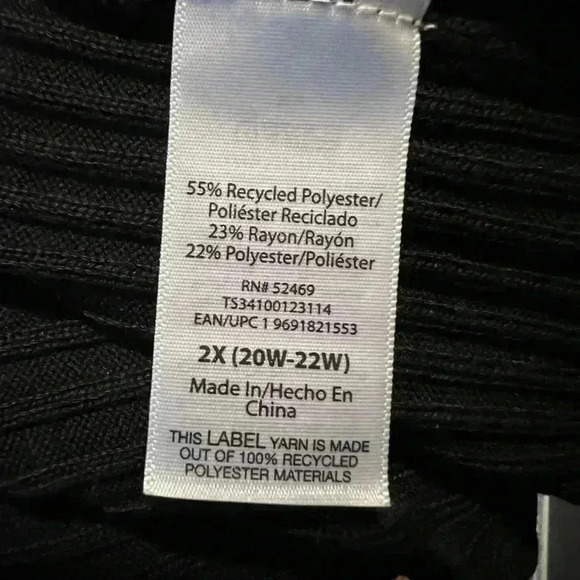 55% Recycled Polyester/
Poliéster Reciclado
23% Rayon/Rayón
22% Polyester/Poliéster
RN# 52469
TS34100123114
EAN/UPC 1 9691821553
2X (20W-22W)
Made In/Hecho En
China
THIS LABEL YARN IS MADE
OUT OF 100% RECYCLED
POLYESTER MATERIALS